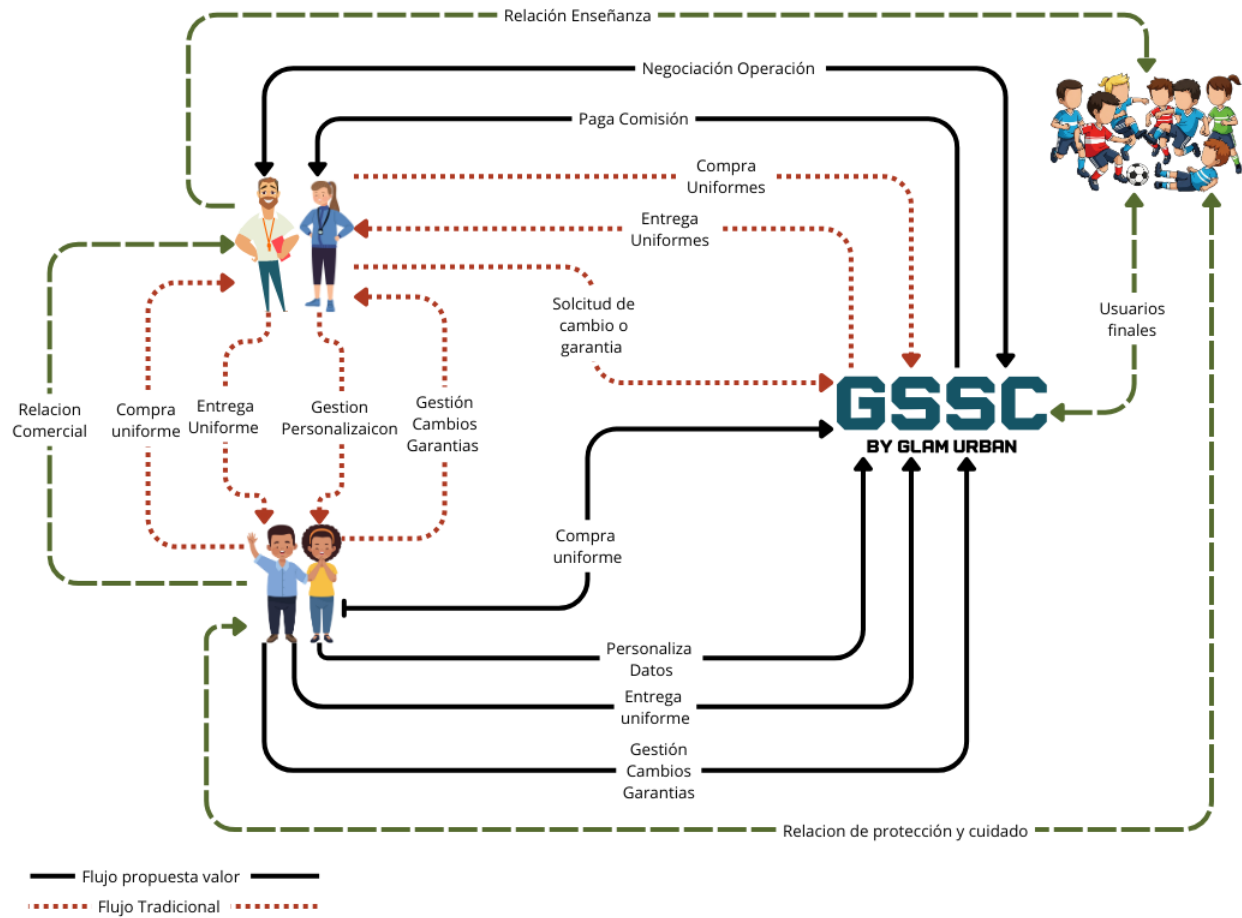 Relación Enseñanza
Negociación Operación
Paga Comisión
Compra
Uniformes
Entrega
Uniformes
Solcitud de
cambio o
garantia
Usuarios
finales
GSSC
BY GLAM URBAN
Relacion
Comercial
Compra
uniforme
Entrega
Uniforme
Gestion
Personalizaicon
Gestión
Cambios
Garantias
Compra
uniforme
Personaliza
Datos
Entrega
uniforme
Gestión
Cambios
Garantias
Relacion de protección y cuidado
Flujo propuesta valor
Flujo Tradicional